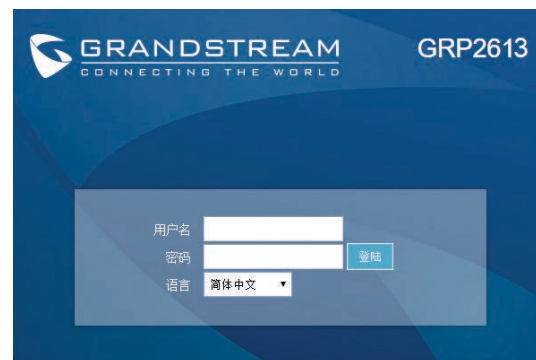 GRANDSTREAM
CONNECTING THE WORLD
GRP2613
用户名
密码 登陆
语言 简体中文